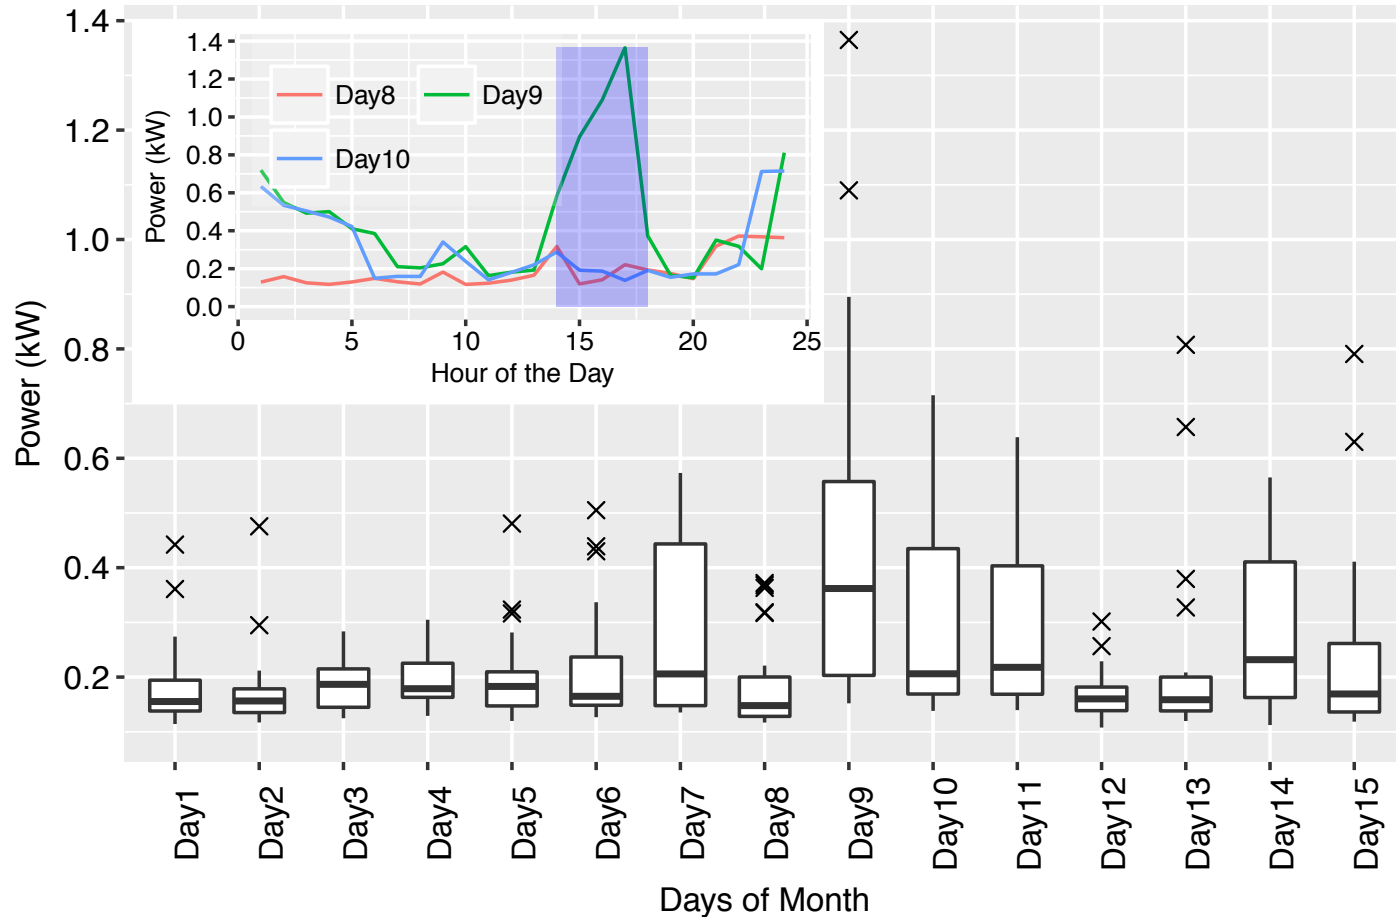 1.4
1.2
1.0
0.8
0.6
0.4
0.2
Power (kW)
1.4
1.2
1.0
0.8
0.6
0.4
0.2
0.0
Power (kW)
Day8 Day9
Day10
0 5 10 15 20 25
Hour of the Day
Day1 Day2 Day3 Day4 Day5 Day6 Day7 Day8 Day9 Day10 Day11 Day12 Day13 Day14 Day15
Days of Month